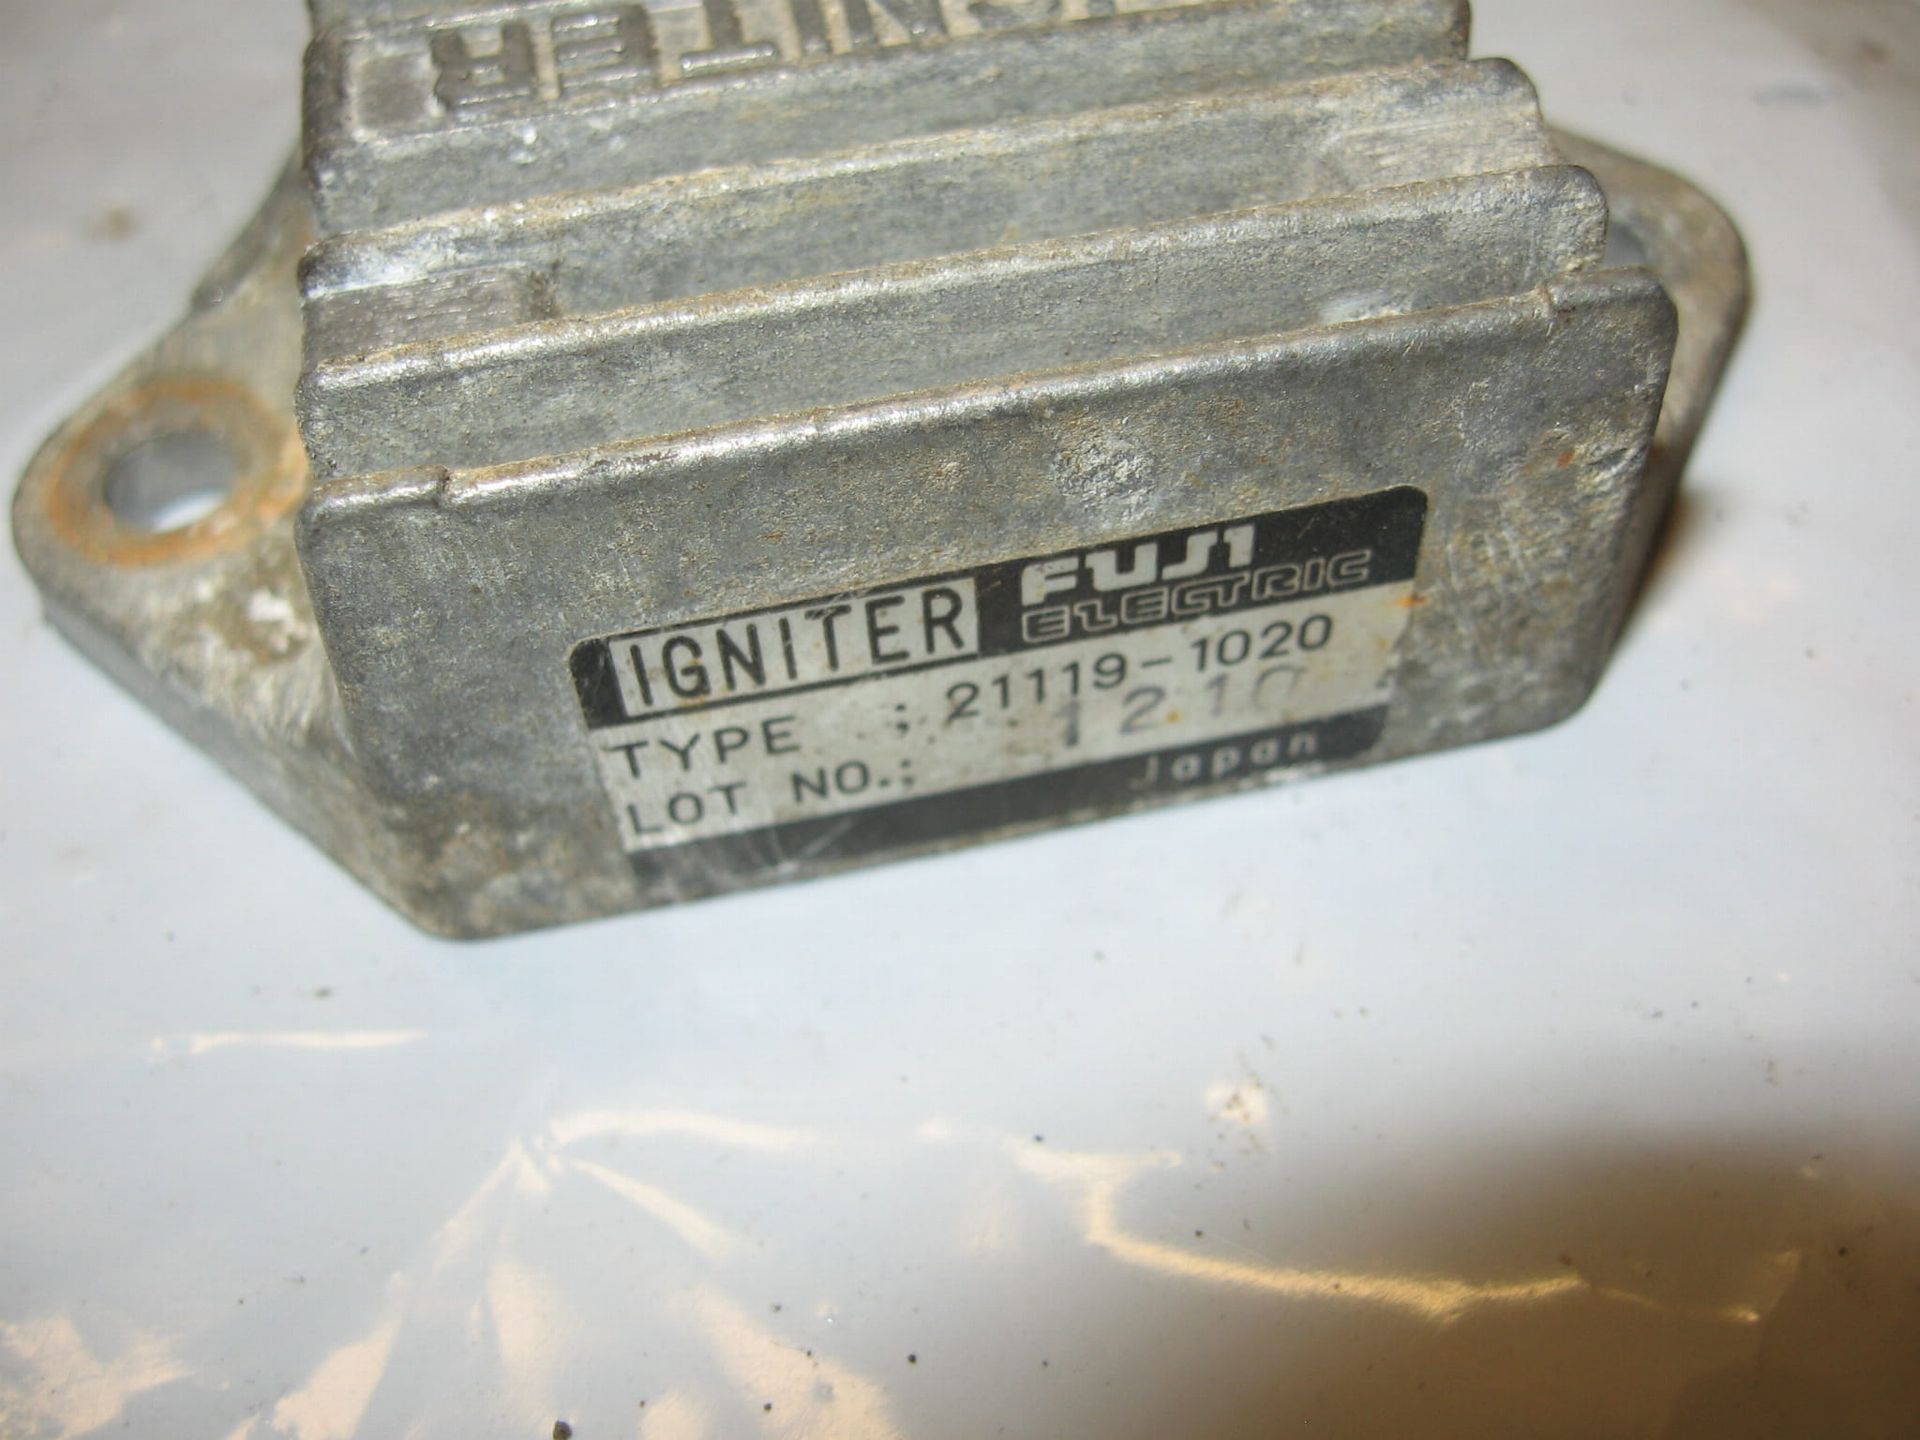 IGNITER
IGNITER FUJI ELECTRIC
TYPE ; 21119-1020
LOT NO.; 1210
Japan